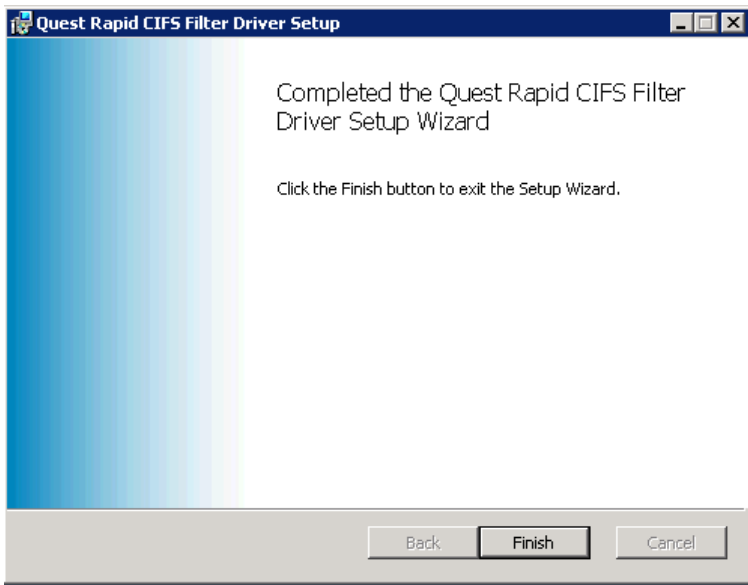 Quest Rapid CIFS Filter Driver Setup
Completed the Quest Rapid CIFS Filter
Driver Setup Wizard
Click the Finish button to exit the Setup Wizard.
Back
Finish
Cancel